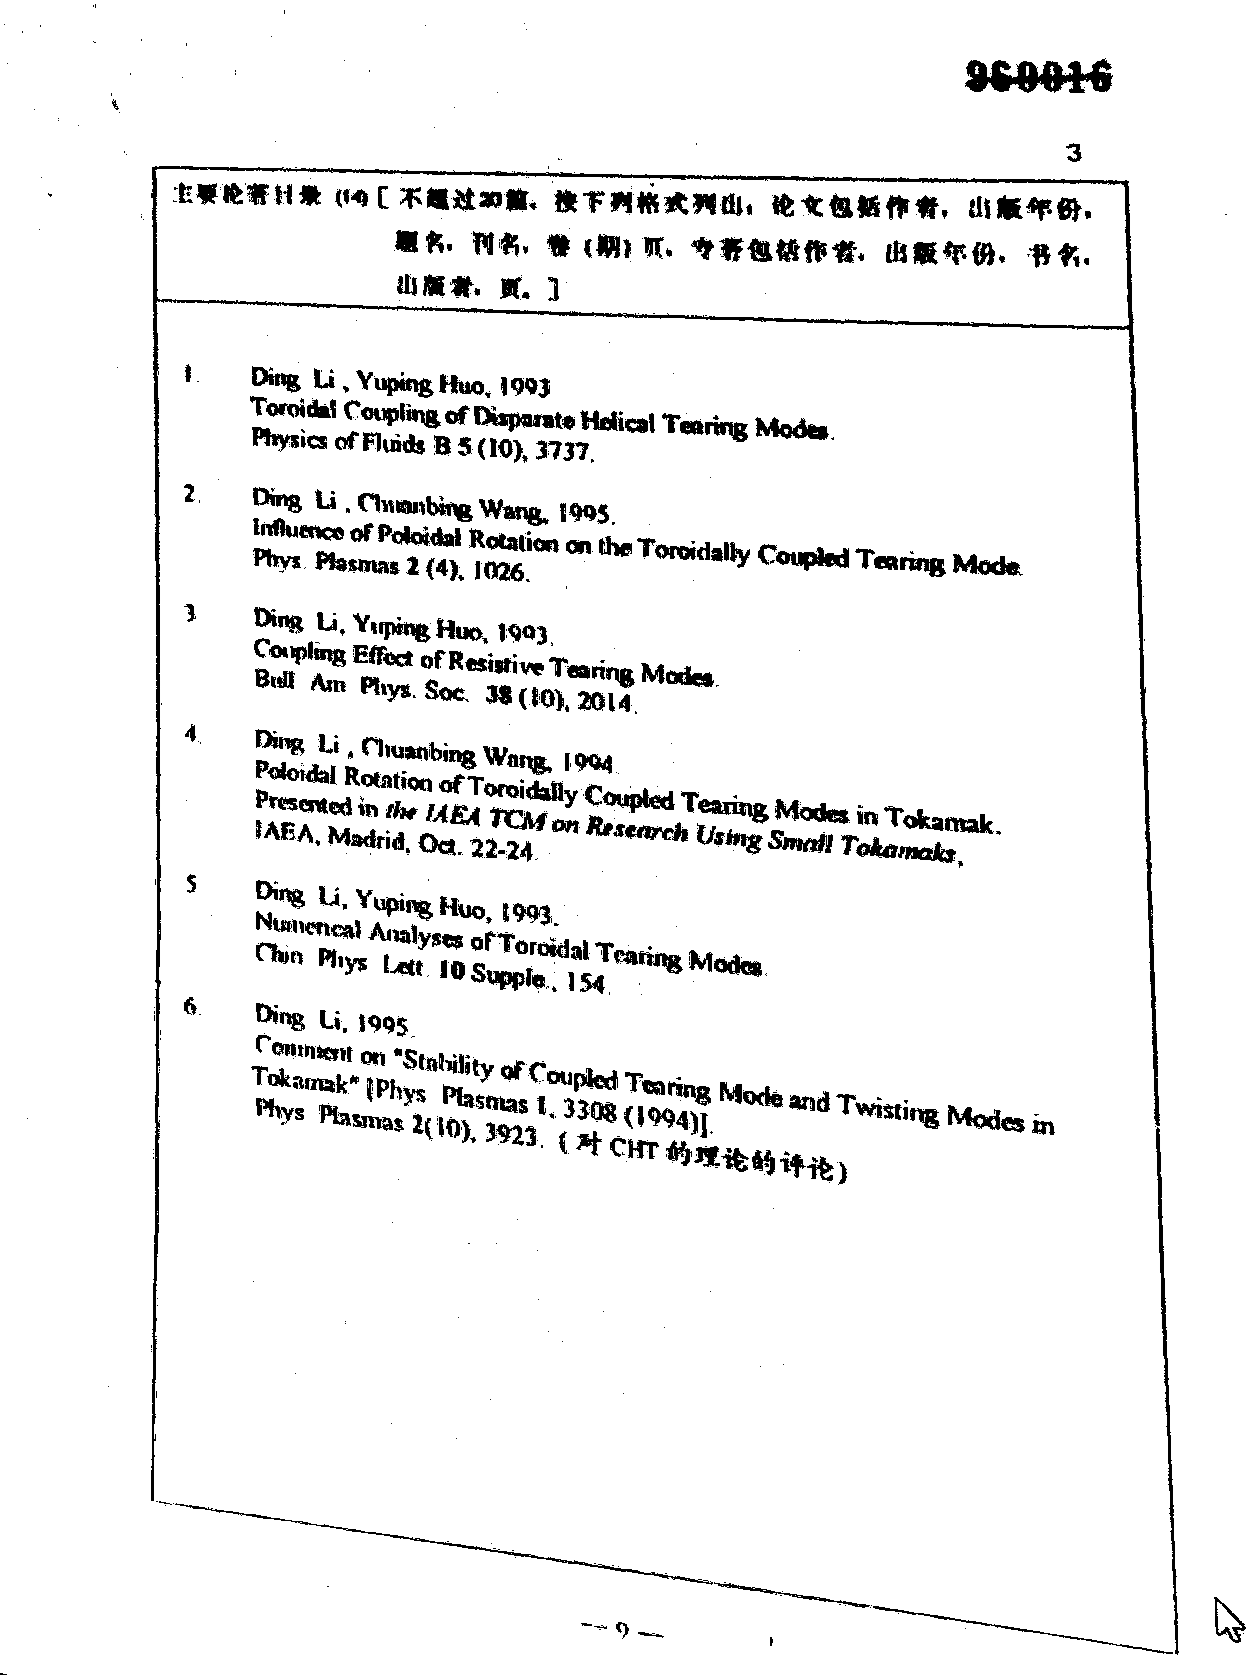 960016
3
主要论著目录 (14) [ 不超过20篇。按下列格式列出，论文包括作者，出版年份，
题名，刊名，卷 (期) 页。专著包括作者，出版年份，书名，
出版者，页。]
1. Ding Li , Yuping Huo, 1993
Toroidal Coupling of Disparate Helical Tearing Modes.
Physics of Fluids B 5 (10), 3737.
2. Ding Li , Chuanbing Wang, 1995.
Influence of Poloidal Rotation on the Toroidally Coupled Tearing Mode.
Phys. Plasmas 2 (4), 1026.
3 Ding Li, Yuping Huo, 1993.
Coupling Effect of Resistive Tearing Modes.
Bull Am Phys. Soc. 38 (10), 2014.
4. Ding Li , Chuanbing Wang, 1994
Poloidal Rotation of Toroidally Coupled Tearing Modes in Tokamak.
Presented in the IAEA TCM on Research Using Small Tokamaks,
IAEA, Madrid, Oct. 22-24.
5 Ding Li, Yuping Huo, 1993.
Numerical Analyses of Toroidal Tearing Modes.
Chin Phys Lett 10 Supple., 154.
6. Ding Li, 1995.
Comment on "Stability of Coupled Tearing Mode and Twisting Modes in
Tokamak" [Phys Plasmas 1, 3308 (1994)].
Phys Plasmas 2(10), 3923. ( 对 CHT 的理论的评论)
— 9 —